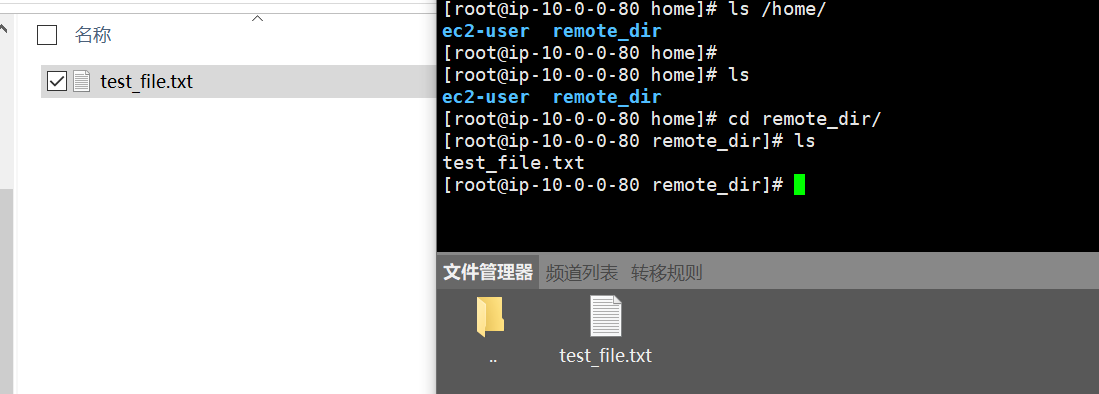 名称
test_file.txt
[root@ip-10-0-0-80 home]# ls /home/
ec2-user  remote_dir
[root@ip-10-0-0-80 home]#
[root@ip-10-0-0-80 home]# ls
ec2-user  remote_dir
[root@ip-10-0-0-80 home]# cd remote_dir/
[root@ip-10-0-0-80 remote_dir]# ls
test_file.txt
[root@ip-10-0-0-80 remote_dir]#
文件管理器 频道列表 转移规则
.. test_file.txt